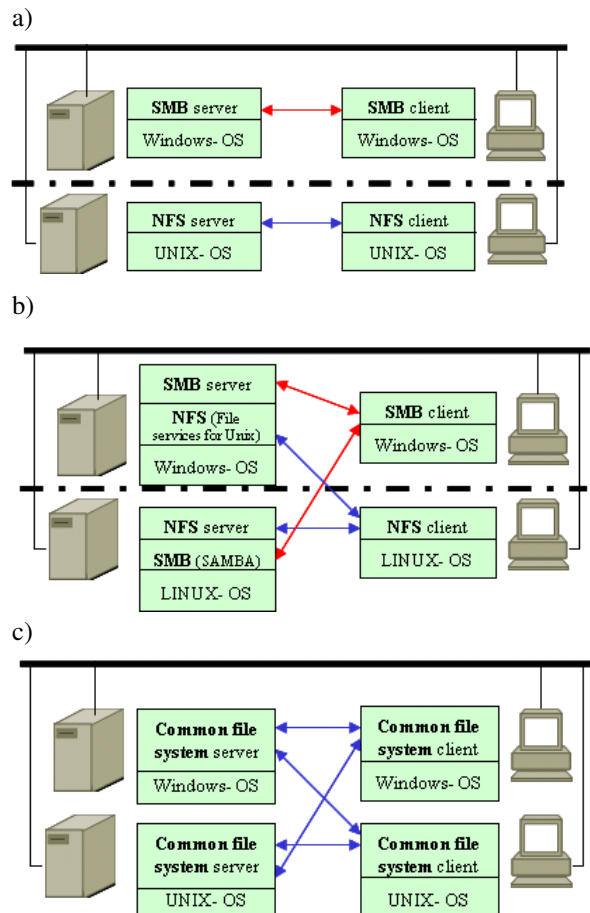 a)
SMB server
SMB client
Windows- OS
Windows- OS
NFS server
NFS client
UNIX- OS
UNIX- OS
b)
SMB server
NFS (File
services for Unix)
Windows- OS
SMB client
Windows- OS
NFS server
SMB (SAMBA)
LINUX- OS
NFS client
LINUX- OS
c)
Common file
system server
Windows- OS
Common file
system client
Windows- OS
Common file
system server
UNIX- OS
Common file
system client
UNIX- OS